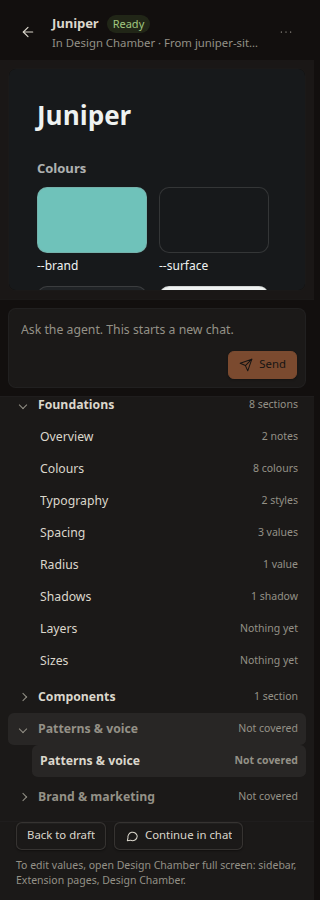 Juniper Ready
In Design Chamber · From juniper-sit...
Juniper
Colours
--brand --surface
Ask the agent. This starts a new chat.
Send
Foundations 8 sections
Overview 2 notes
Colours 8 colours
Typography 2 styles
Spacing 3 values
Radius 1 value
Shadows 1 shadow
Layers Nothing yet
Sizes Nothing yet
Components 1 section
Patterns & voice Not covered
Patterns & voice Not covered
Brand & marketing Not covered
Back to draft Continue in chat
To edit values, open Design Chamber full screen: sidebar,
Extension pages, Design Chamber.